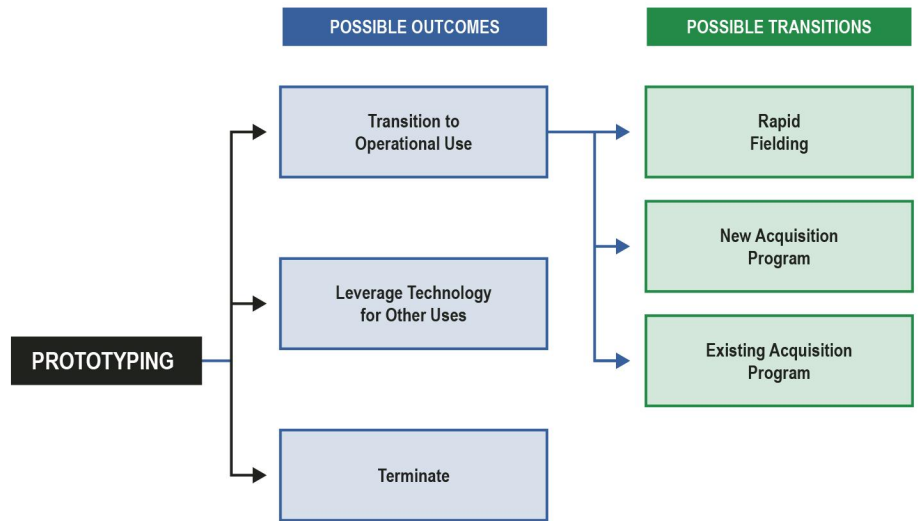 POSSIBLE OUTCOMES
POSSIBLE TRANSITIONS
Transition to
Operational Use
Rapid
Fielding
New Acquisition
Program
Leverage Technology
for Other Uses
Existing Acquisition
Program
PROTOTYPING
Terminate